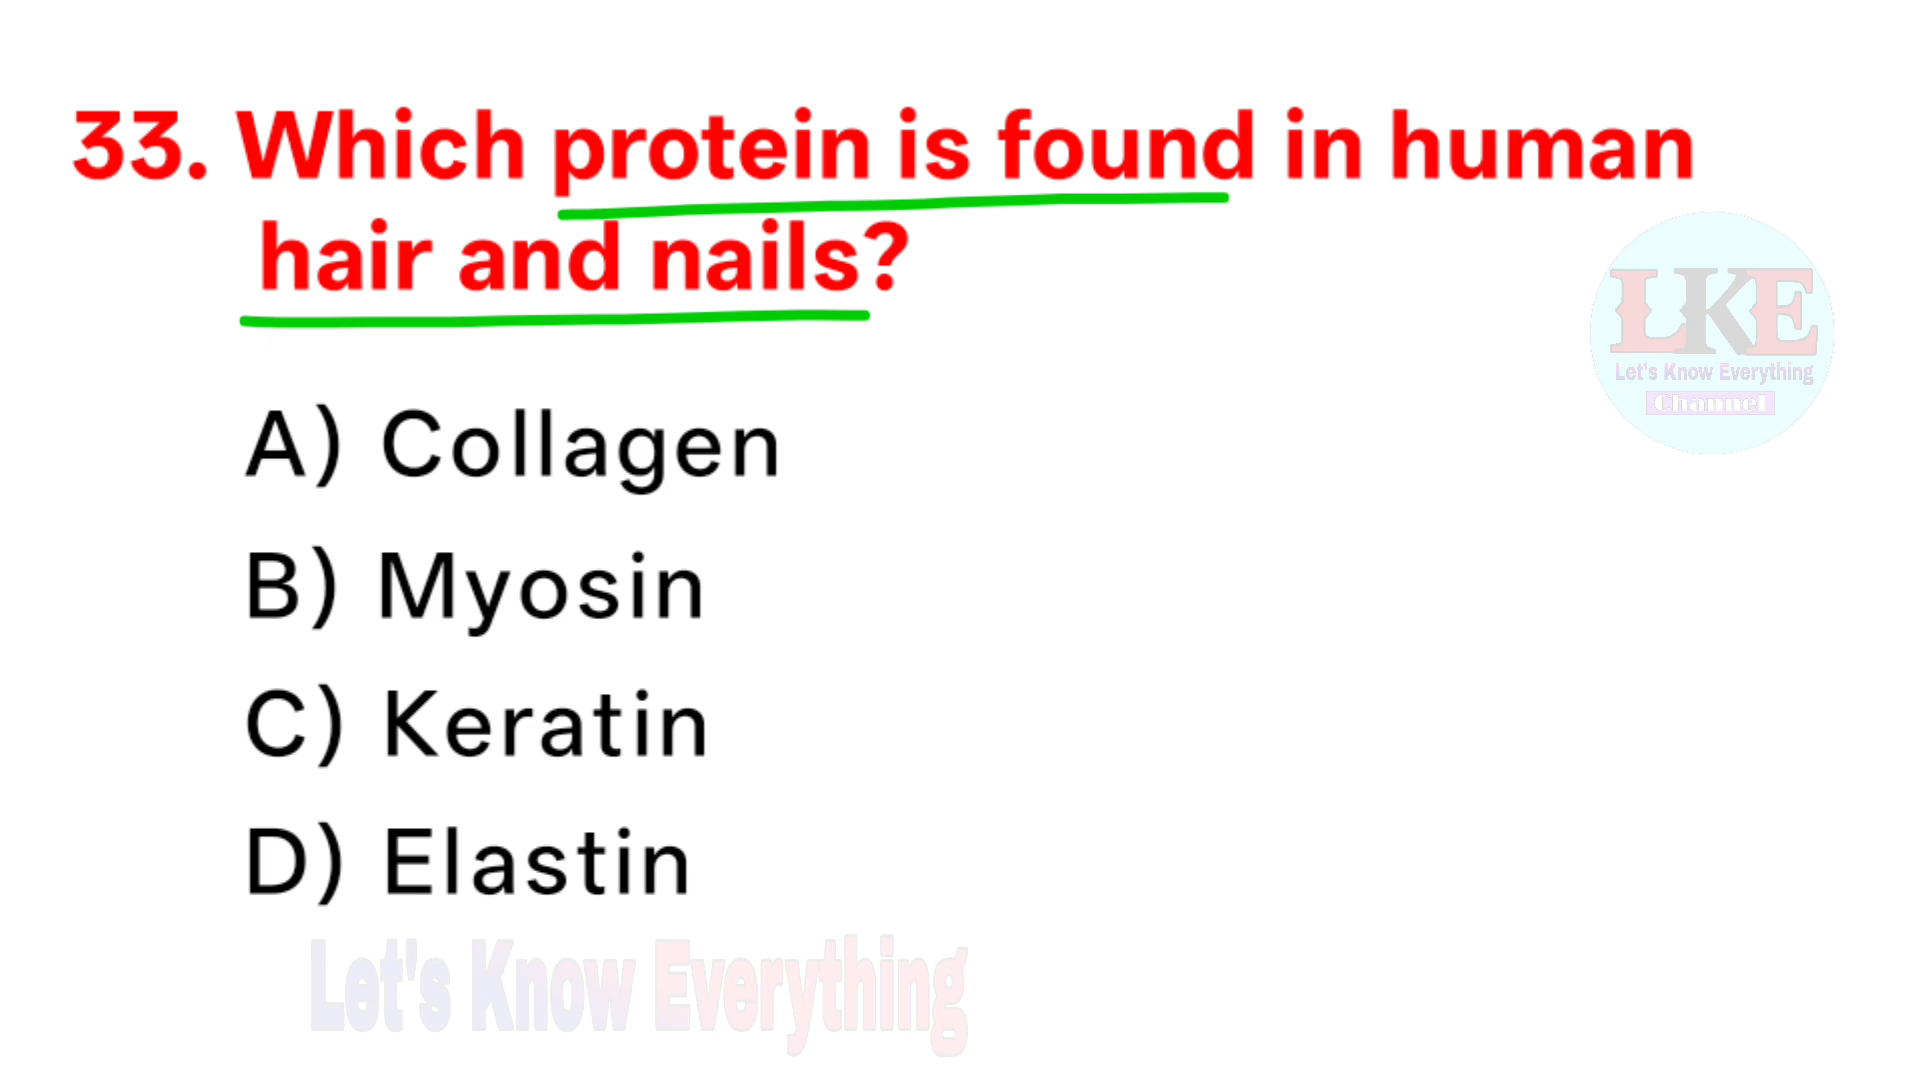 33. Which protein is found in human
hair and nails?
LKE
Let's Know Everything
Channel
A) Collagen
B) Myosin
C) Keratin
D) Elastin
Let's Know Everything